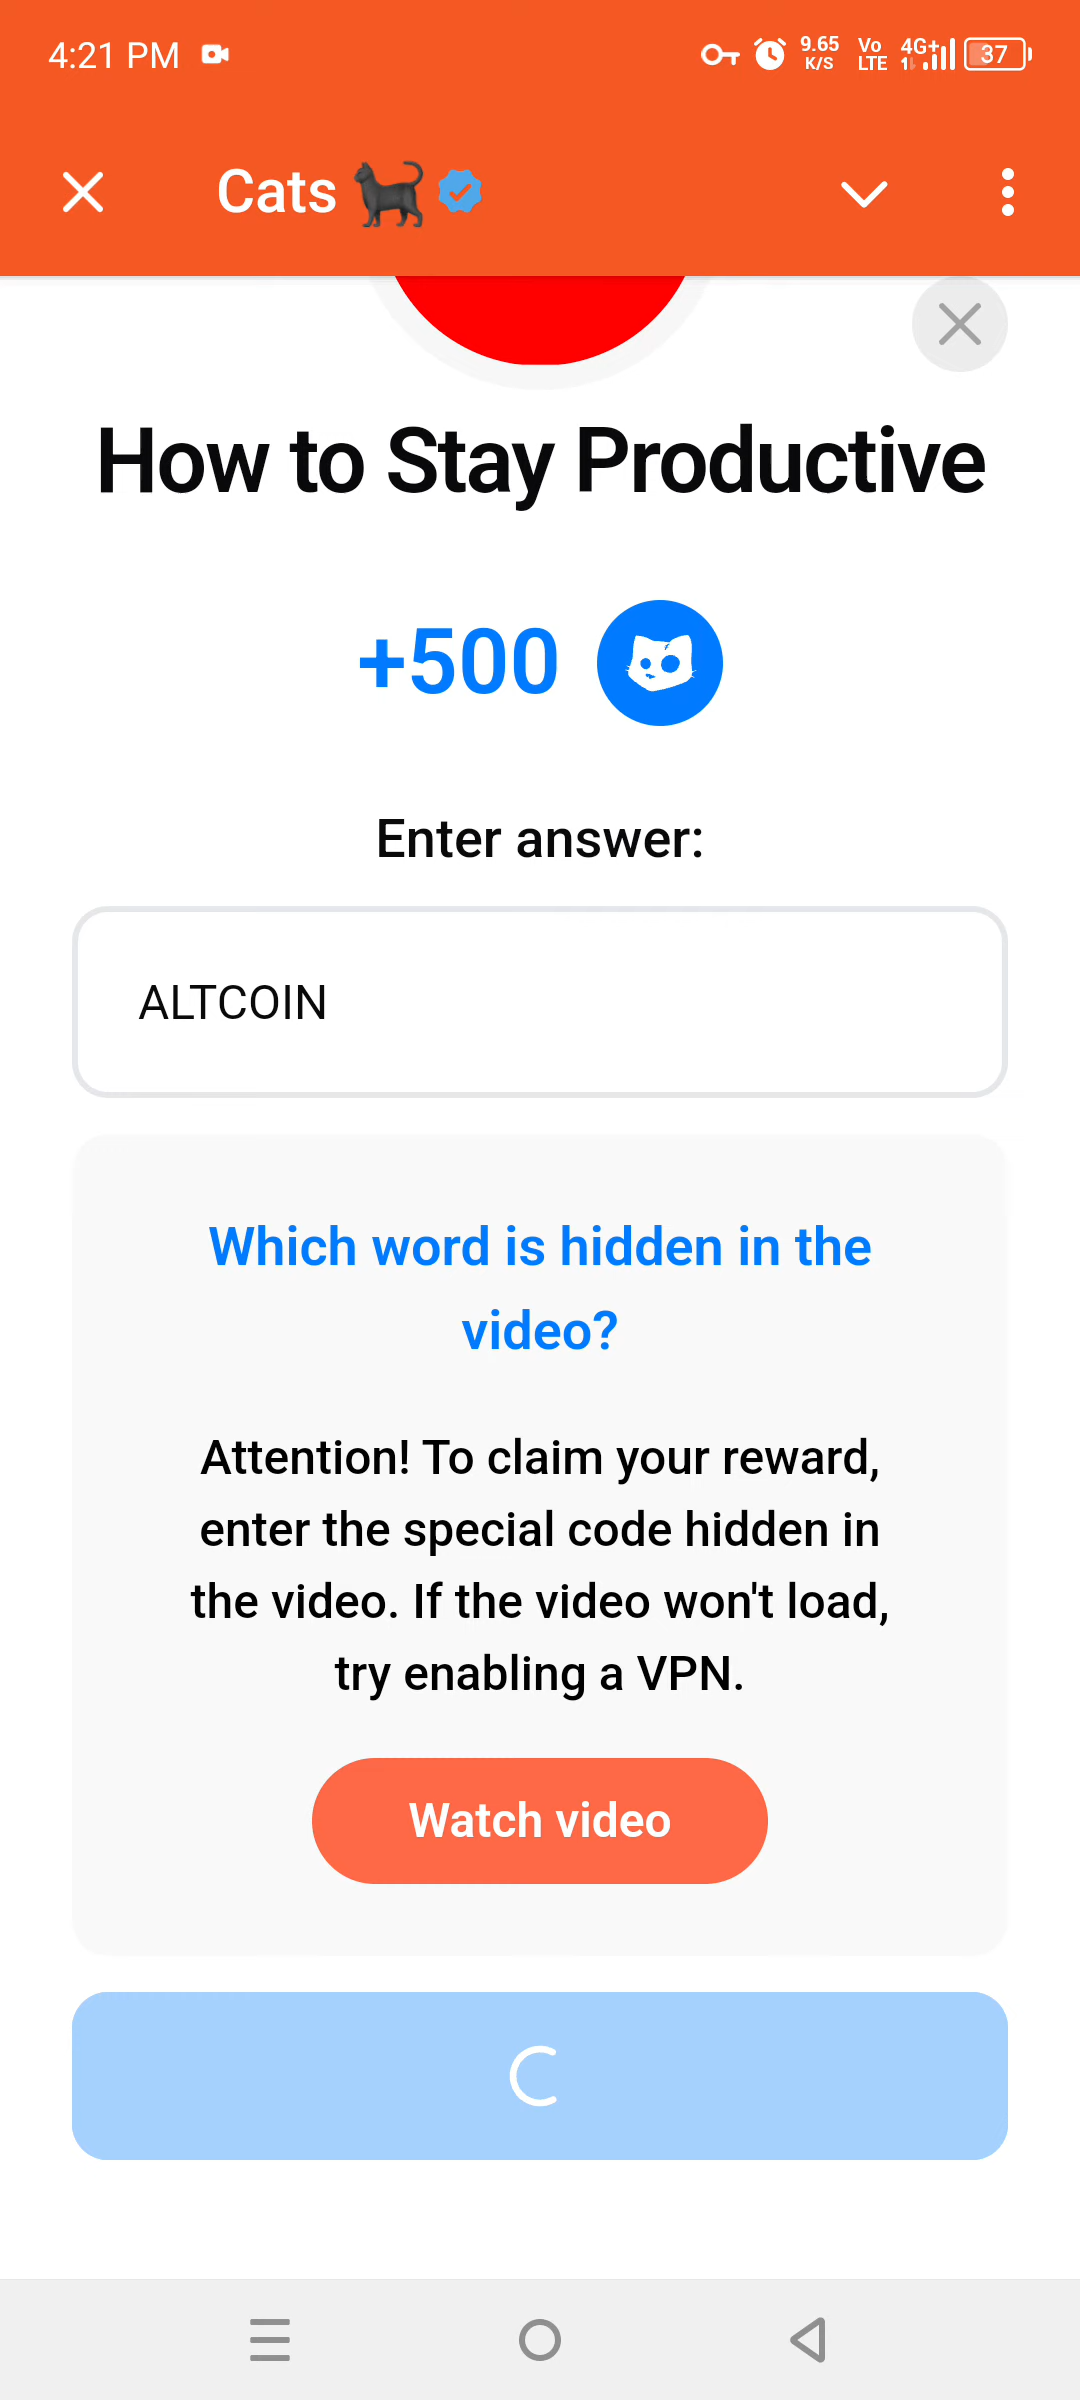 4:21 PM
9.65 K/S Vo LTE 4G+ 37
Cats
How to Stay Productive
+500
Enter answer:
ALTCOIN
Which word is hidden in the
video?
Attention! To claim your reward,
enter the special code hidden in
the video. If the video won't load,
try enabling a VPN.
Watch video